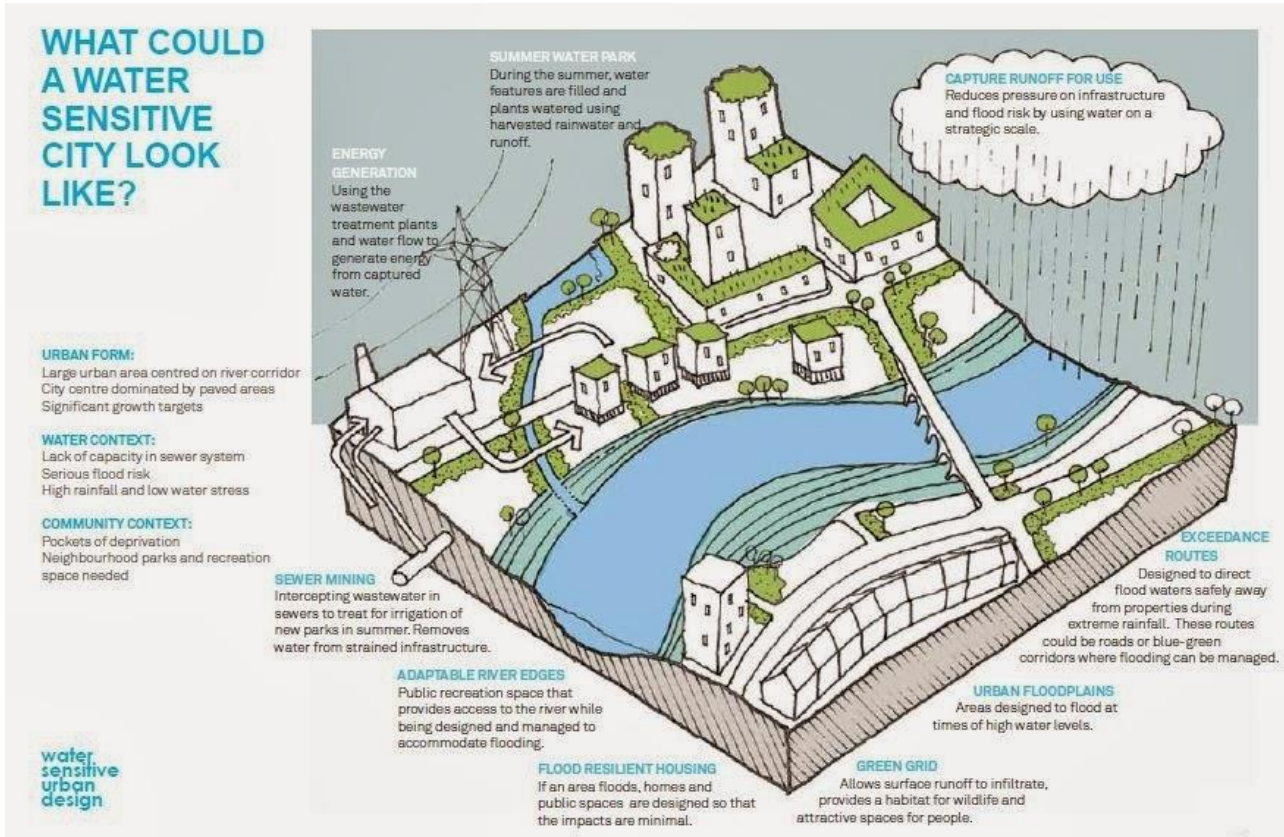 WHAT COULD
A WATER
SENSITIVE
CITY LOOK
LIKE?
URBAN FORM:
Large urban area centred on river corridor
City centre dominated by paved areas
Significant growth targets
WATER CONTEXT:
Lack of capacity in sewer system
Serious flood risk
High rainfall and low water stress
COMMUNITY CONTEXT:
Pockets of deprivation
Neighbourhood parks and recreation
space needed
water
sensitive
urban
design
ENERGY
GENERATION
Using the
wastewater
treatment plants
and water flow to
generate energy
from captured
water.
SUMMER WATER PARK
During the summer, water
features are filled and
plants watered using
harvested rainwater and
runoff.
CAPTURE RUNOFF FOR USE
Reduces pressure on infrastructure
and flood risk by using water on a
strategic scale.
SEWER MINING
Intercepting wastewater in
sewers to treat for irrigation of
new parks in summer. Removes
water from strained infrastructure.
ADAPTABLE RIVER EDGES
Public recreation space that
provides access to the river while
being designed and managed to
accommodate flooding.
FLOOD RESILIENT HOUSING
If an area floods, homes and
public spaces are designed so that
the impacts are minimal.
GREEN GRID
Allows surface runoff to infiltrate,
provides a habitat for wildlife and
attractive spaces for people.
URBAN FLOODPLAINS
Areas designed to flood at
times of high water levels.
EXCEEDANCE
ROUTES
Designed to direct
flood waters safely away
from properties during
extreme rainfall. These routes
could be roads or blue-green
corridors where flooding can be managed.